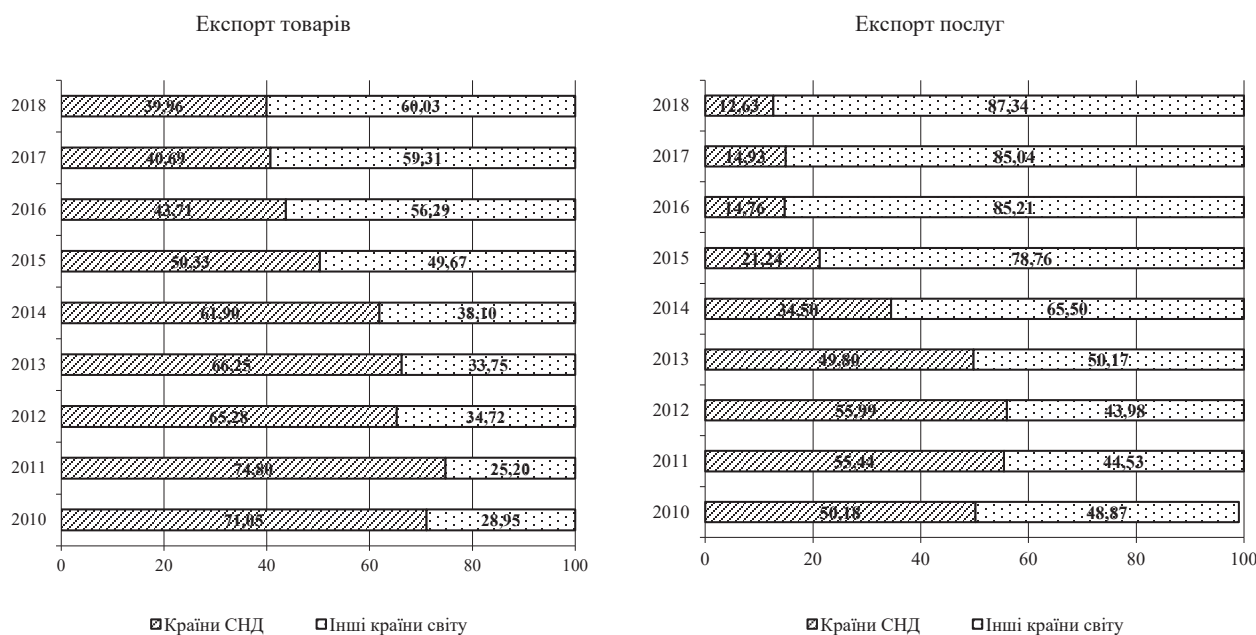 Експорт товарів
2018 39,96 60,03
2017 40,69 59,31
2016 43,71 56,29
2015 50,33 49,67
2014 61,90 38,10
2013 66,25 33,75
2012 65,28 34,72
2011 74,80 25,20
2010 71,05 28,95
0 20 40 60 80 100
Країни СНД Інші країни світу
Експорт послуг
2018 12,63 87,34
2017 14,93 85,04
2016 14,76 85,21
2015 21,24 78,76
2014 34,50 65,50
2013 49,80 50,17
2012 55,99 43,98
2011 55,44 44,53
2010 50,18 48,87
0 20 40 60 80 100
Країни СНД Інші країни світу